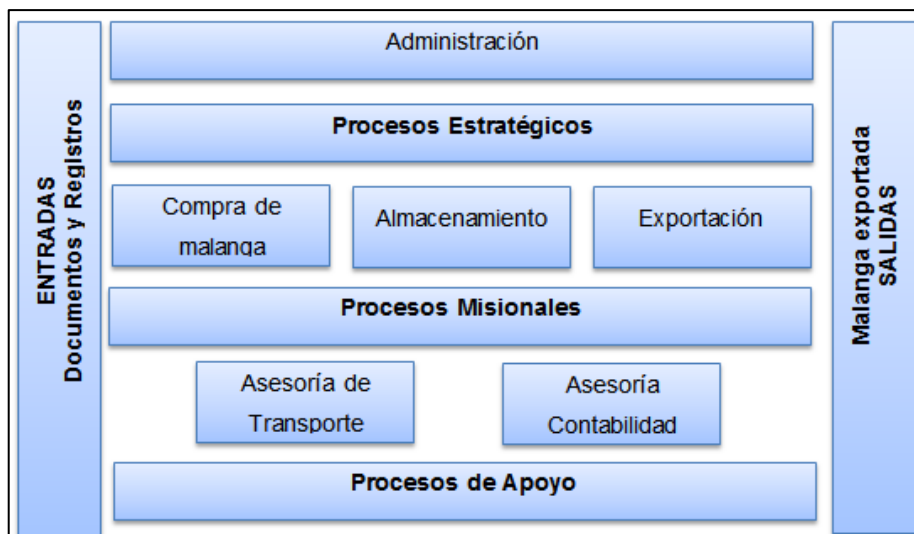 ENTRADAS
Documentos y Registros
Administración
Procesos Estratégicos
Compra de
malanga
Almacenamiento
Exportación
Procesos Misionales
Asesoría de
Transporte
Asesoría
Contabilidad
Procesos de Apoyo
Malanga exportada
SALIDAS